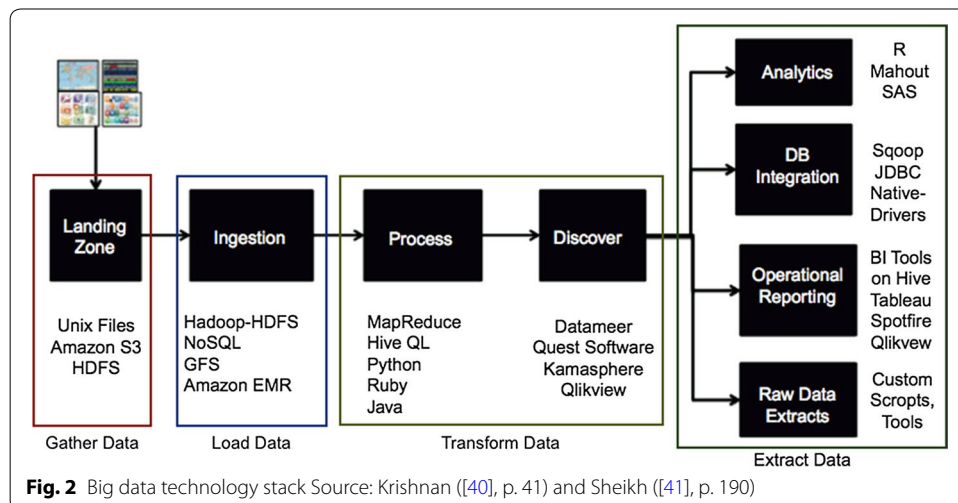 Landing
Zone
Unix Files
Amazon S3
HDFS
Gather Data
Ingestion
Hadoop-HDFS
NoSQL
GFS
Amazon EMR
Load Data
Process
MapReduce
Hive QL
Python
Ruby
Java
Discover
Datameer
Quest Software
Kamasphere
Qlikview
Transform Data
Analytics
R
Mahout
SAS
DB
Integration
Sqoop
JDBC
Native-
Drivers
Operational
Reporting
BI Tools
on Hive
Tableau
Spotfire
Qlikvew
Raw Data
Extracts
Custom
Scropts,
Tools
Extract Data
Fig. 2 Big data technology stack Source: Krishnan ([40], p. 41) and Sheikh ([41], p. 190)